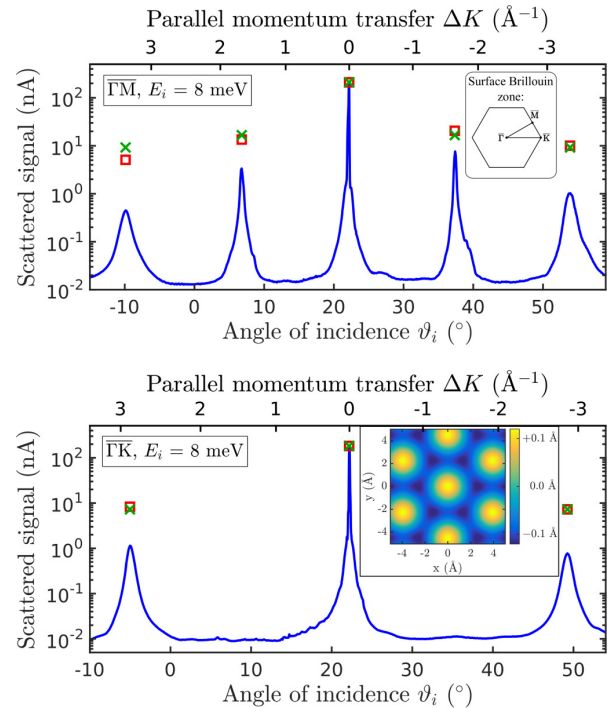 Parallel momentum transfer ΔK (Å⁻¹)
3 2 1 0 -1 -2 -3
Scattered signal (nA)
10² 10¹ 10⁰ 10⁻¹ 10⁻²
Γ̅M̅, Eᵢ = 8 meV
Surface Brillouin
zone:
M̅
Γ̅
K̅
-10 0 10 20 30 40 50
Angle of incidence ϑᵢ (°)
Parallel momentum transfer ΔK (Å⁻¹)
3 2 1 0 -1 -2 -3
Scattered signal (nA)
10² 10¹ 10⁰ 10⁻¹ 10⁻²
Γ̅K̅, Eᵢ = 8 meV
y (Å)
4 2 0 -2 -4
-4 -2 0 2 4
x (Å)
+0.1 Å
0.0 Å
−0.1 Å
-10 0 10 20 30 40 50
Angle of incidence ϑᵢ (°)